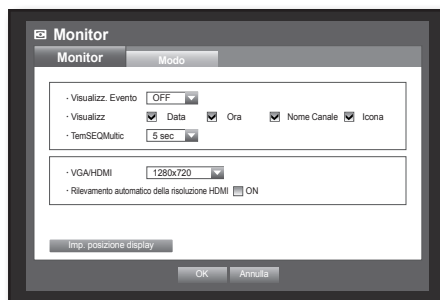 Monitor
Monitor Modo
· Visualizz. Evento OFF
· Visualizz Data Ora Nome Canale Icona
· TemSEQMultic 5 sec
· VGA/HDMI 1280x720
· Rilevamento automatico della risoluzione HDMI ON
Imp. posizione display
OK Annulla